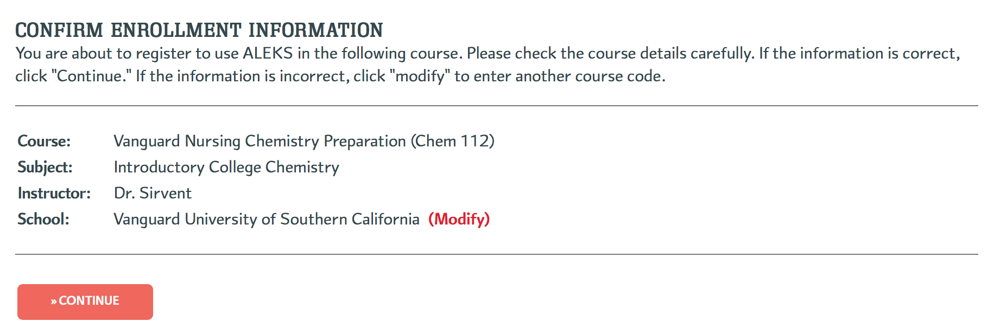 CONFIRM ENROLLMENT INFORMATION
You are about to register to use ALEKS in the following course. Please check the course details carefully. If the information is correct,
click "Continue." If the information is incorrect, click "modify" to enter another course code.
Course: Vanguard Nursing Chemistry Preparation (Chem 112)
Subject: Introductory College Chemistry
Instructor: Dr. Sirvent
School: Vanguard University of Southern California (Modify)
» CONTINUE